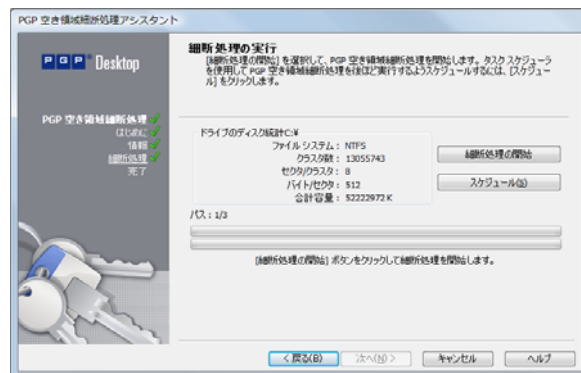 PGP 空き領域細断処理アシスタント
PGP Desktop
細断処理の実行
[細断処理の開始] を選択して、PGP 空き領域細断処理を開始します。タスクスケジューラ
を使用して PGP 空き領域細断処理を後ほど実行するようスケジュールするには、[スケジュー
ル] をクリックします。
PGP 空き領域細断処理
はじめに
情報
細断処理
完了
ドライブのディスク統計C:¥
ファイル システム: NTFS
クラスタ数: 13055743
セクタ/クラスタ: 8
バイト/セクタ: 512
合計容量: 52222972 K
細断処理の開始
スケジュール(S)
パス: 1/3
[細断処理の開始] ボタンをクリックして細断処理を開始します。
< 戻る(B)
次へ(N) >
キャンセル
ヘルプ